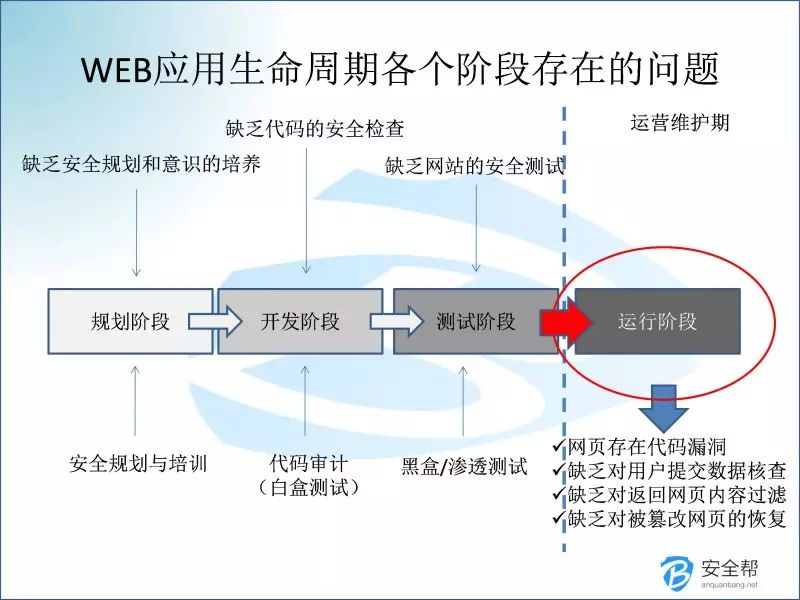 WEB应用生命周期各个阶段存在的问题
缺乏代码的安全检查
运营维护期
缺乏安全规划和意识的培养
缺乏网站的安全测试
规划阶段
开发阶段
测试阶段
运行阶段
安全规划与培训
代码审计
（白盒测试）
黑盒/渗透测试
✓网页存在代码漏洞
✓缺乏对用户提交数据核查
✓缺乏对返回网页内容过滤
✓缺乏对被篡改网页的恢复
安全帮
anquanbang.net